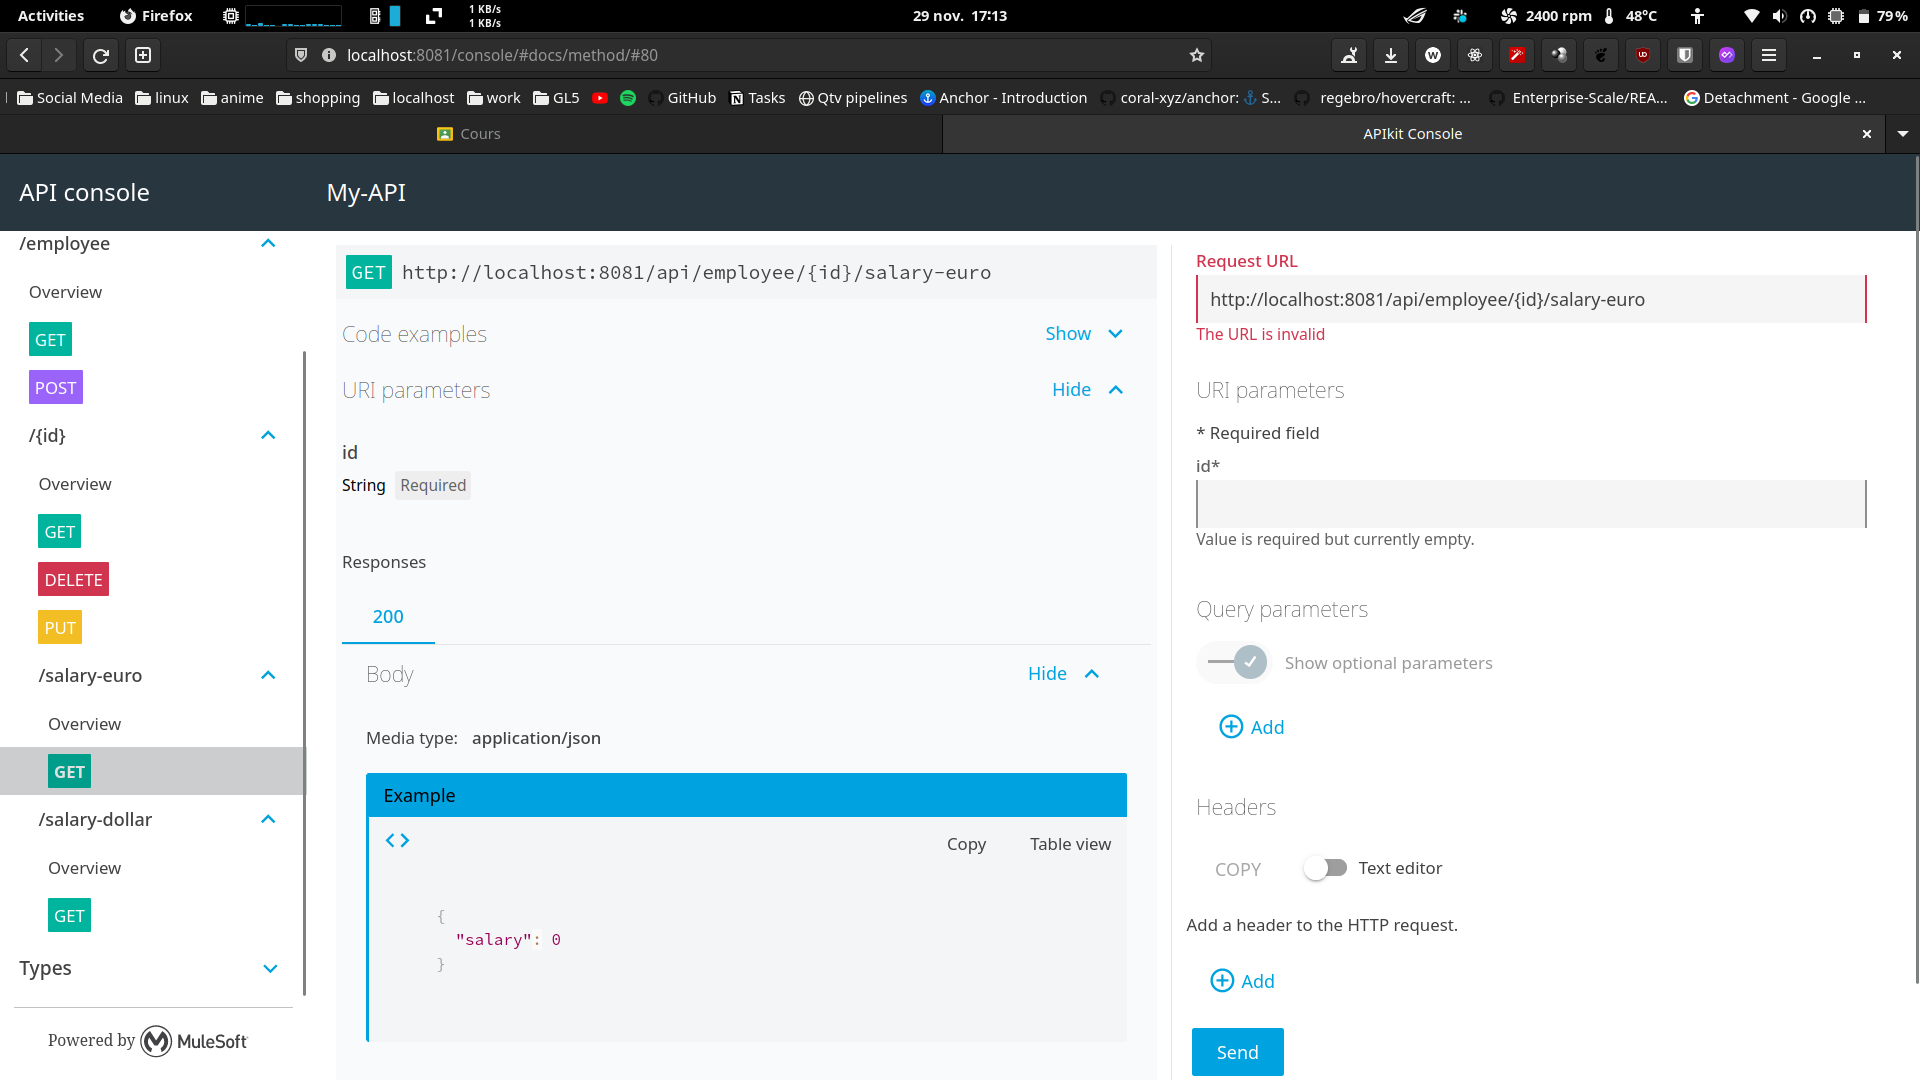 Activities
Firefox
1 KB/s
1 KB/s
29 nov. 17:13
2400 rpm
48°C
79 %
localhost:8081/console/#docs/method/#80
Social Media
linux
anime
shopping
localhost
work
GL5
GitHub
Tasks
Qtv pipelines
Anchor - Introduction
coral-xyz/anchor: ⚓ S...
regebro/hovercraft: ...
Enterprise-Scale/REA...
Detachment - Google ...
Cours
APIkit Console
API console
My-API
/employee
Overview
GET
POST
/{id}
Overview
GET
DELETE
PUT
/salary-euro
Overview
GET
/salary-dollar
Overview
GET
Types
Powered by MuleSoft
GET http://localhost:8081/api/employee/{id}/salary-euro
Code examples
Show
URI parameters
Hide
id
String Required
Responses
200
Body
Hide
Media type: application/json
Example
Copy
Table view
{
"salary": 0
}
Request URL
http://localhost:8081/api/employee/{id}/salary-euro
The URL is invalid
URI parameters
* Required field
id*
Value is required but currently empty.
Query parameters
Show optional parameters
Add
Headers
COPY
Text editor
Add a header to the HTTP request.
Add
Send